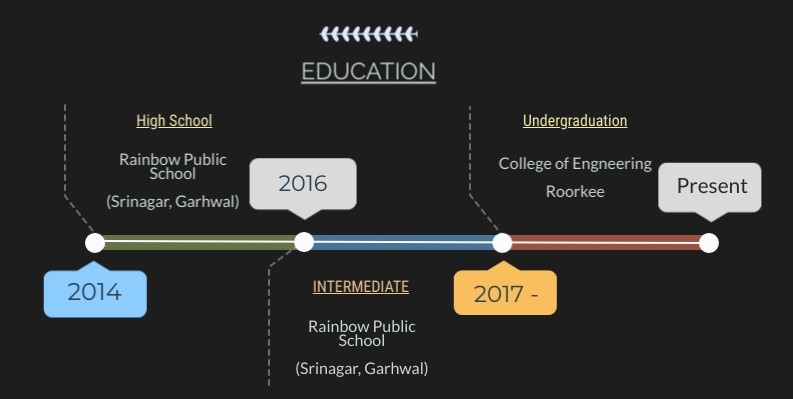 EDUCATION
High School
Rainbow Public
School
(Srinagar, Garhwal)
2016
Undergraduation
College of Engneering
Roorkee
Present
2014
INTERMEDIATE
Rainbow Public
School
(Srinagar, Garhwal)
2017 -